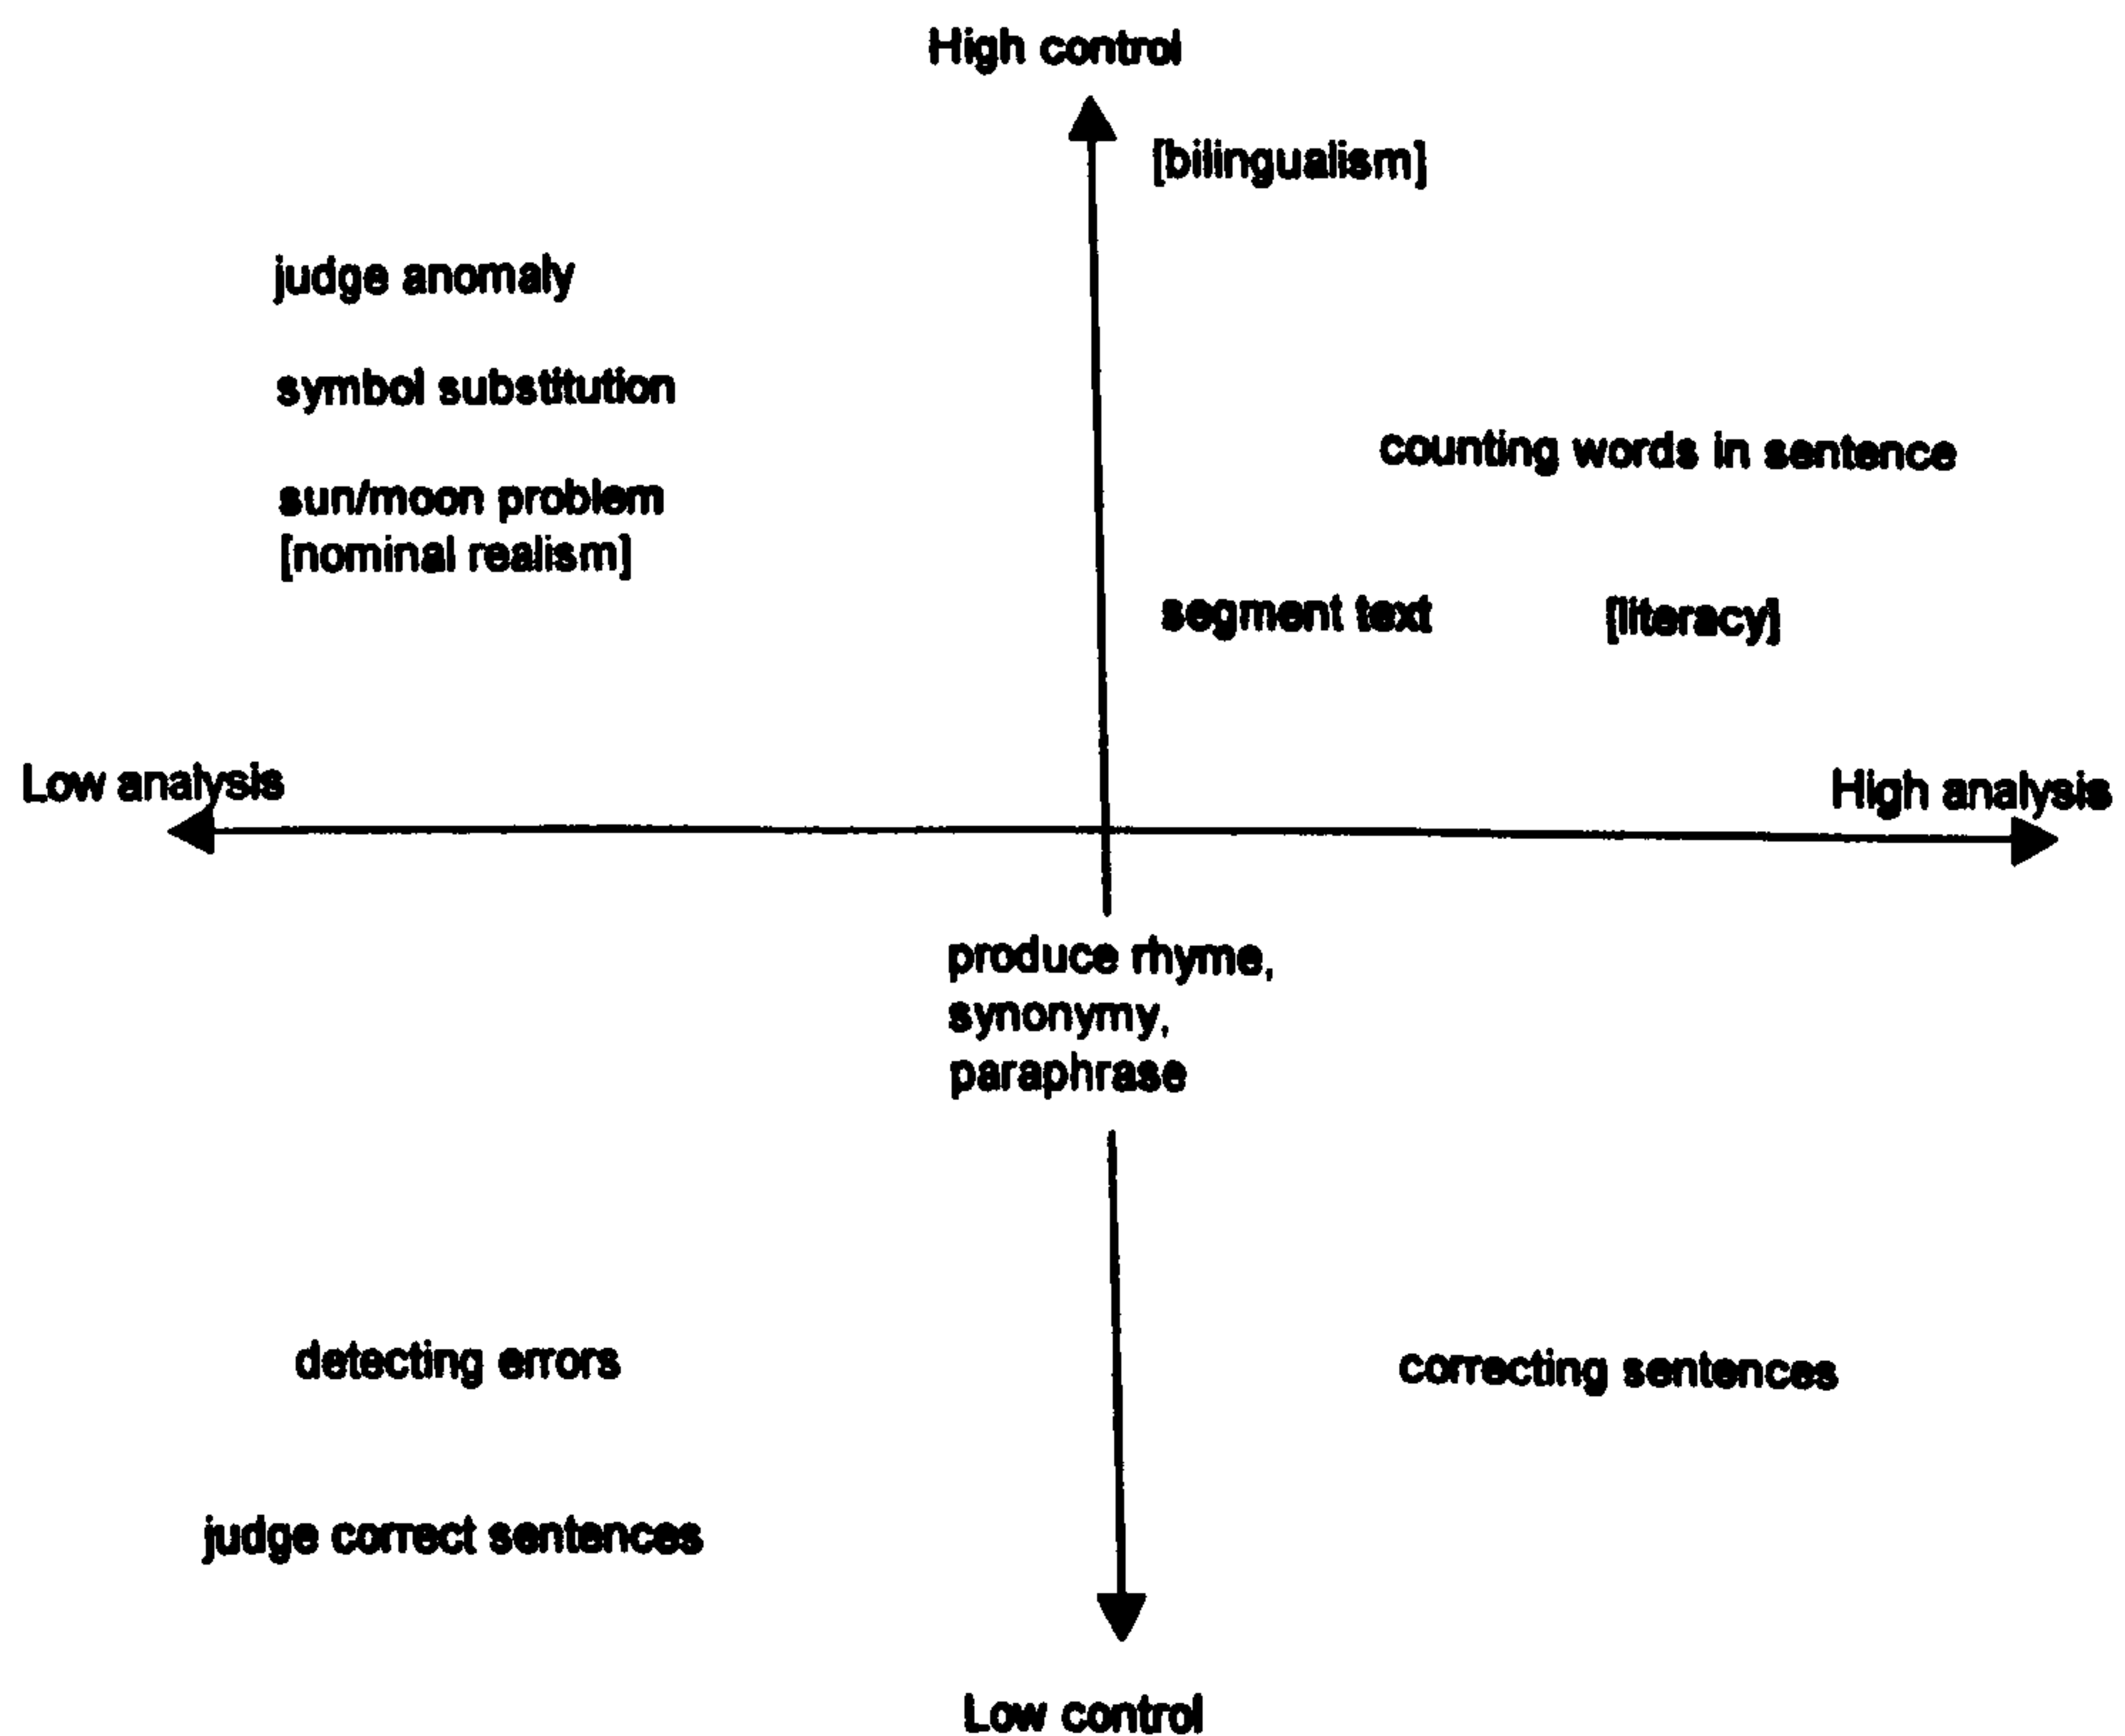 High control
[bilingualism]
judge anomaly
symbol substitution
counting words in sentence
sun/moon problem
[nominal realism]
segment text
[literacy]
Low analysis
High analysis
produce rhyme,
synonymy,
paraphrase
detecting errors
correcting sentences
judge correct sentences
Low control